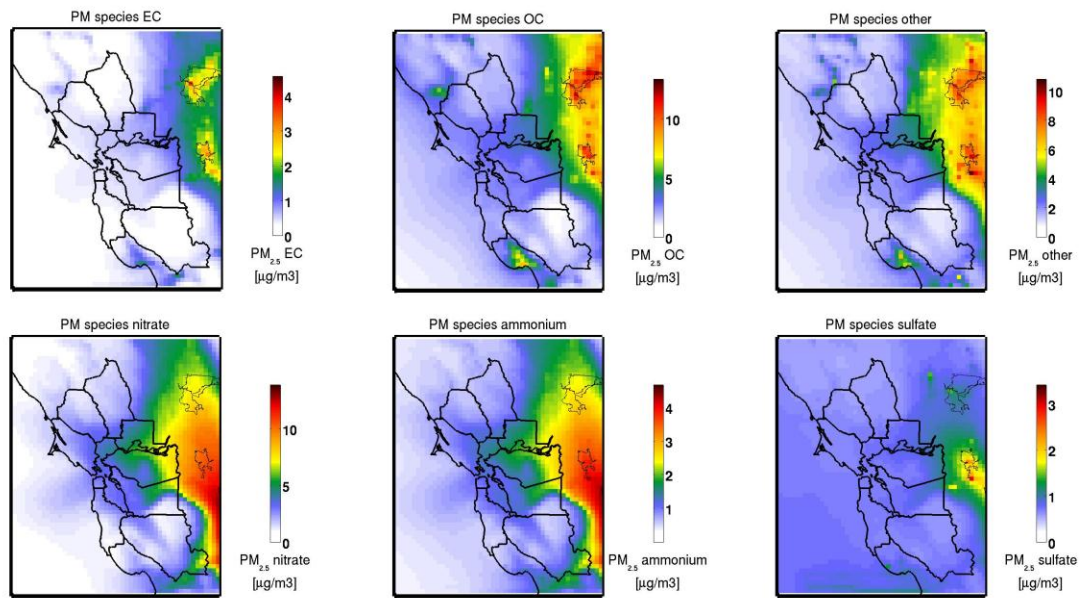 PM species EC
4
3
2
1
0
PM2.5 EC
[μg/m3]
PM species OC
10
5
0
PM2.5 OC
[μg/m3]
PM species other
10
8
6
4
2
0
PM2.5 other
[μg/m3]
PM species nitrate
10
5
0
PM2.5 nitrate
[μg/m3]
PM species ammonium
4
3
2
1
PM2.5 ammonium
[μg/m3]
PM species sulfate
3
2
1
0
PM2.5 sulfate
[μg/m3]